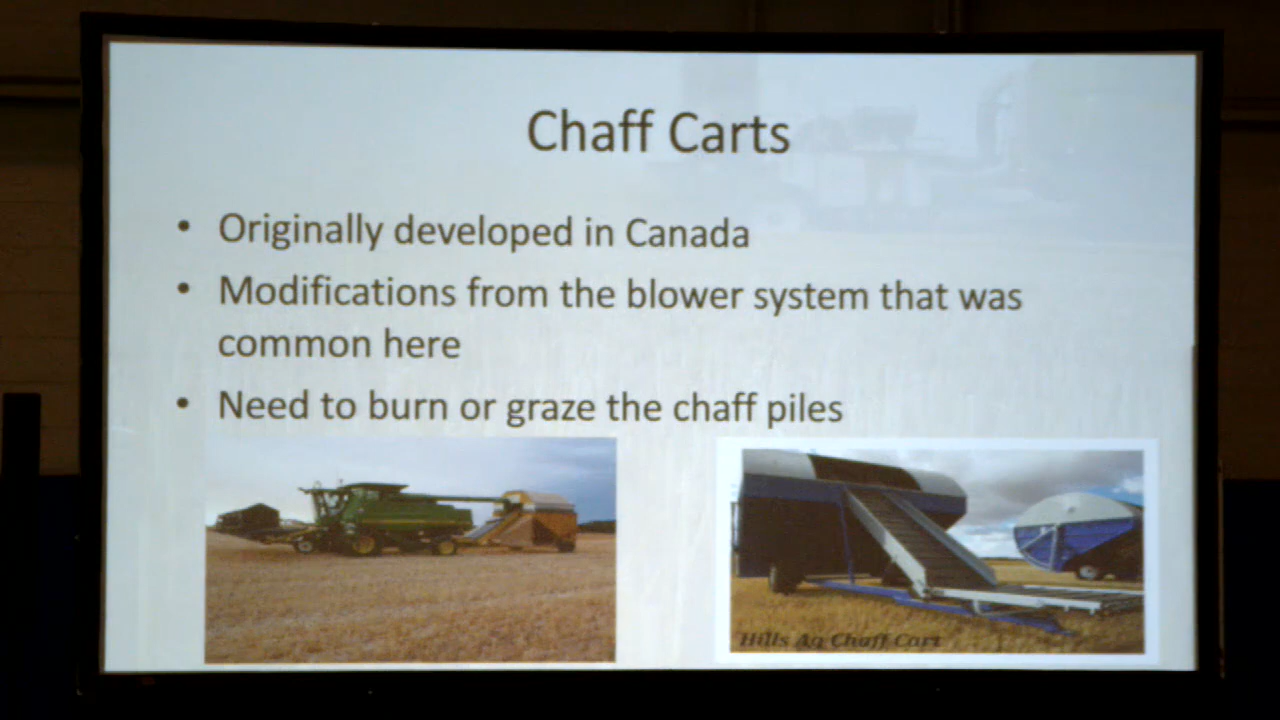 Chaff Carts
• Originally developed in Canada
• Modifications from the blower system that was
common here
• Need to burn or graze the chaff piles
Hills Ag Chaff Cart